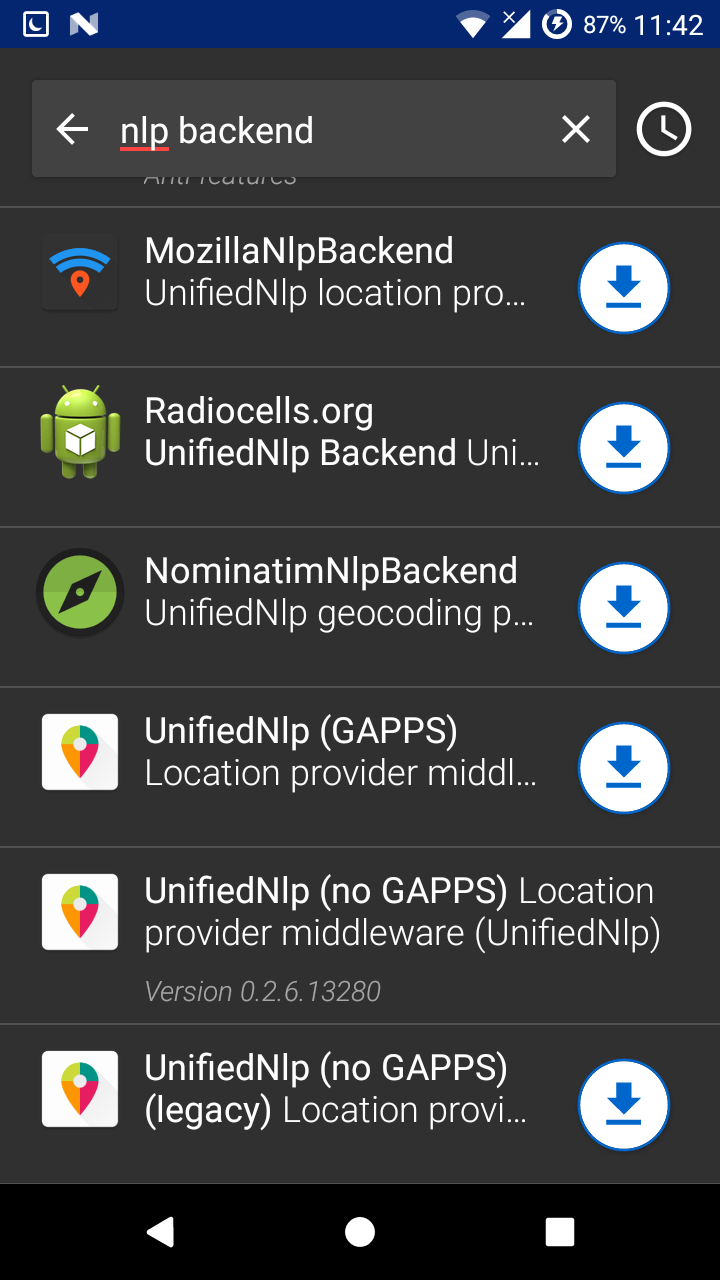 87% 11:42
nlp backend
Anti-features
MozillaNlpBackend
UnifiedNlp location pro...
Radiocells.org
UnifiedNlp Backend Uni...
NominatimNlpBackend
UnifiedNlp geocoding p...
UnifiedNlp (GAPPS)
Location provider middl...
UnifiedNlp (no GAPPS) Location
provider middleware (UnifiedNlp)
Version 0.2.6.13280
UnifiedNlp (no GAPPS)
(legacy) Location provi...